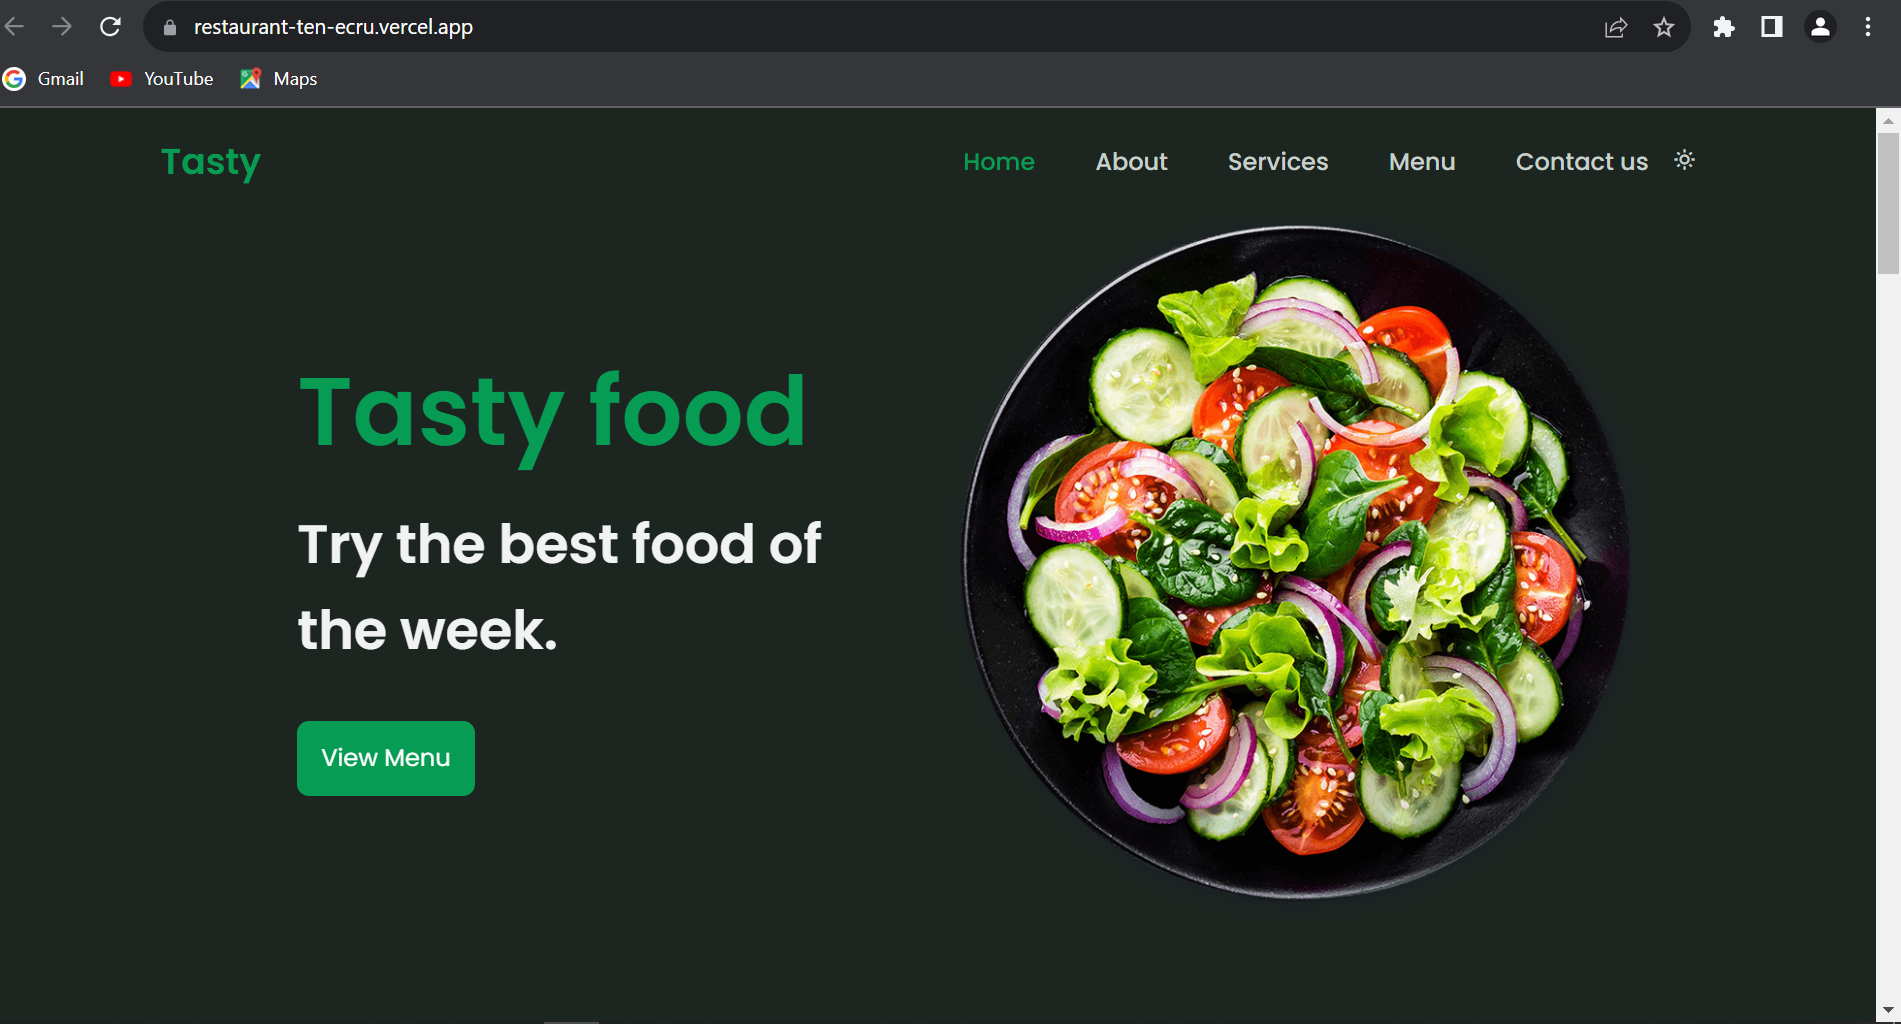 restaurant-ten-ecru.vercel.app
Gmail YouTube Maps
Tasty
Home About Services Menu Contact us
Tasty food
Try the best food of
the week.
View Menu